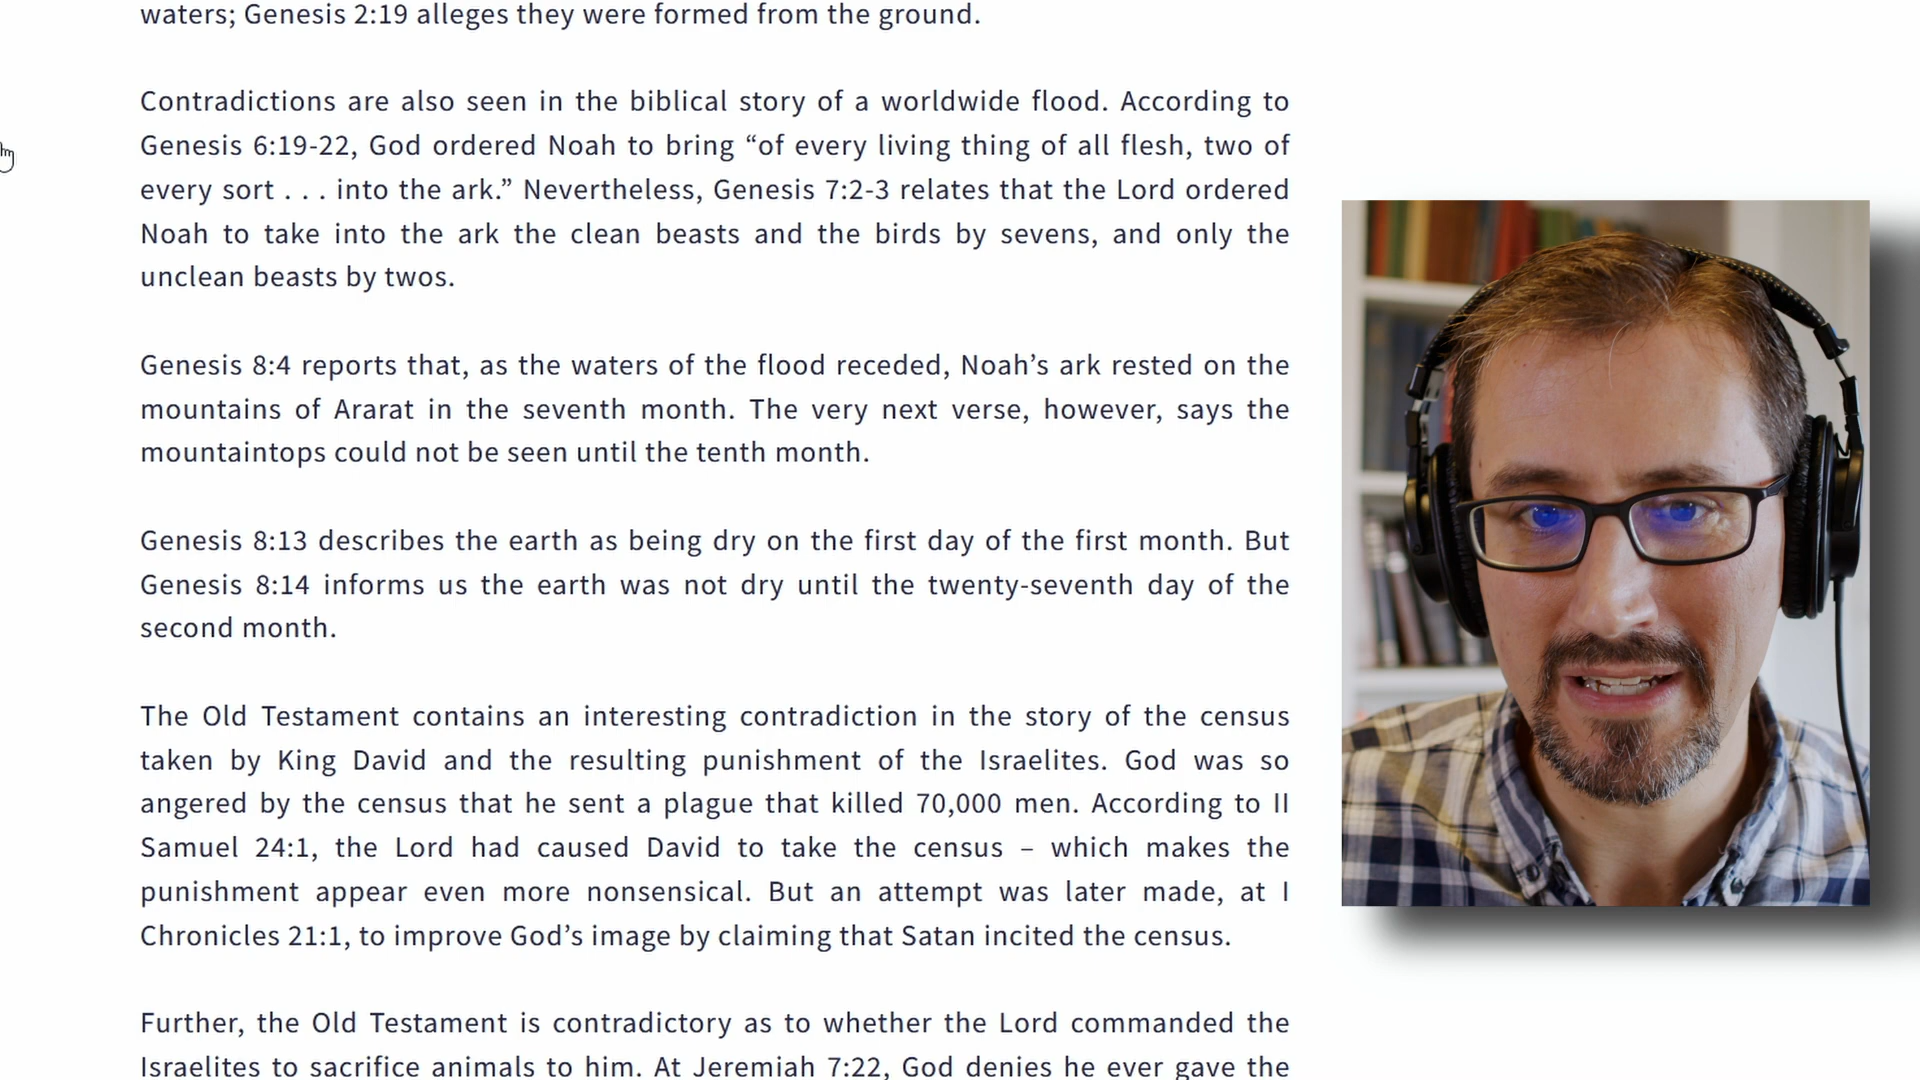 waters; Genesis 2:19 alleges they were formed from the ground.
Contradictions are also seen in the biblical story of a worldwide flood. According to
Genesis 6:19-22, God ordered Noah to bring “of every living thing of all flesh, two of
every sort . . . into the ark.” Nevertheless, Genesis 7:2-3 relates that the Lord ordered
Noah to take into the ark the clean beasts and the birds by sevens, and only the
unclean beasts by twos.
Genesis 8:4 reports that, as the waters of the flood receded, Noah’s ark rested on the
mountains of Ararat in the seventh month. The very next verse, however, says the
mountaintops could not be seen until the tenth month.
Genesis 8:13 describes the earth as being dry on the first day of the first month. But
Genesis 8:14 informs us the earth was not dry until the twenty-seventh day of the
second month.
The Old Testament contains an interesting contradiction in the story of the census
taken by King David and the resulting punishment of the Israelites. God was so
angered by the census that he sent a plague that killed 70,000 men. According to II
Samuel 24:1, the Lord had caused David to take the census – which makes the
punishment appear even more nonsensical. But an attempt was later made, at I
Chronicles 21:1, to improve God’s image by claiming that Satan incited the census.
Further, the Old Testament is contradictory as to whether the Lord commanded the
Israelites to sacrifice animals to him. At Jeremiah 7:22, God denies he ever gave the